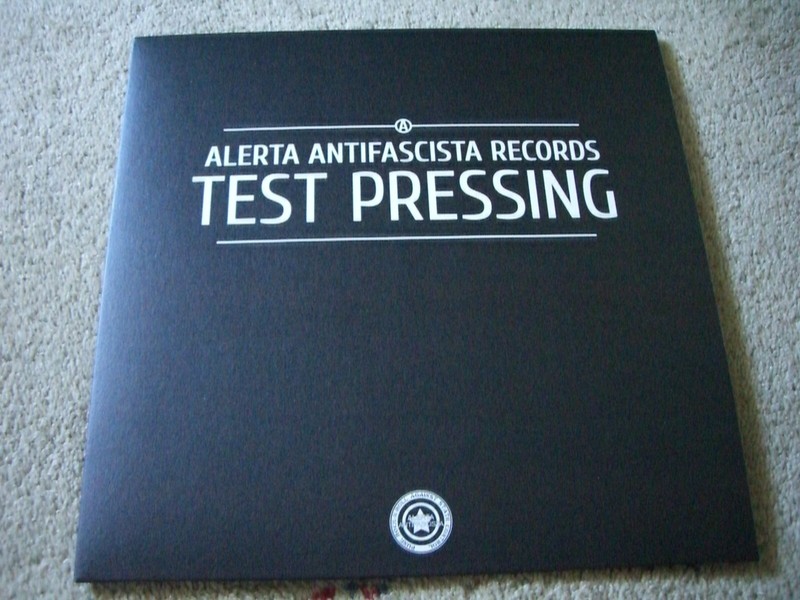 A
ALERTA ANTIFASCISTA RECORDS
TEST PRESSING